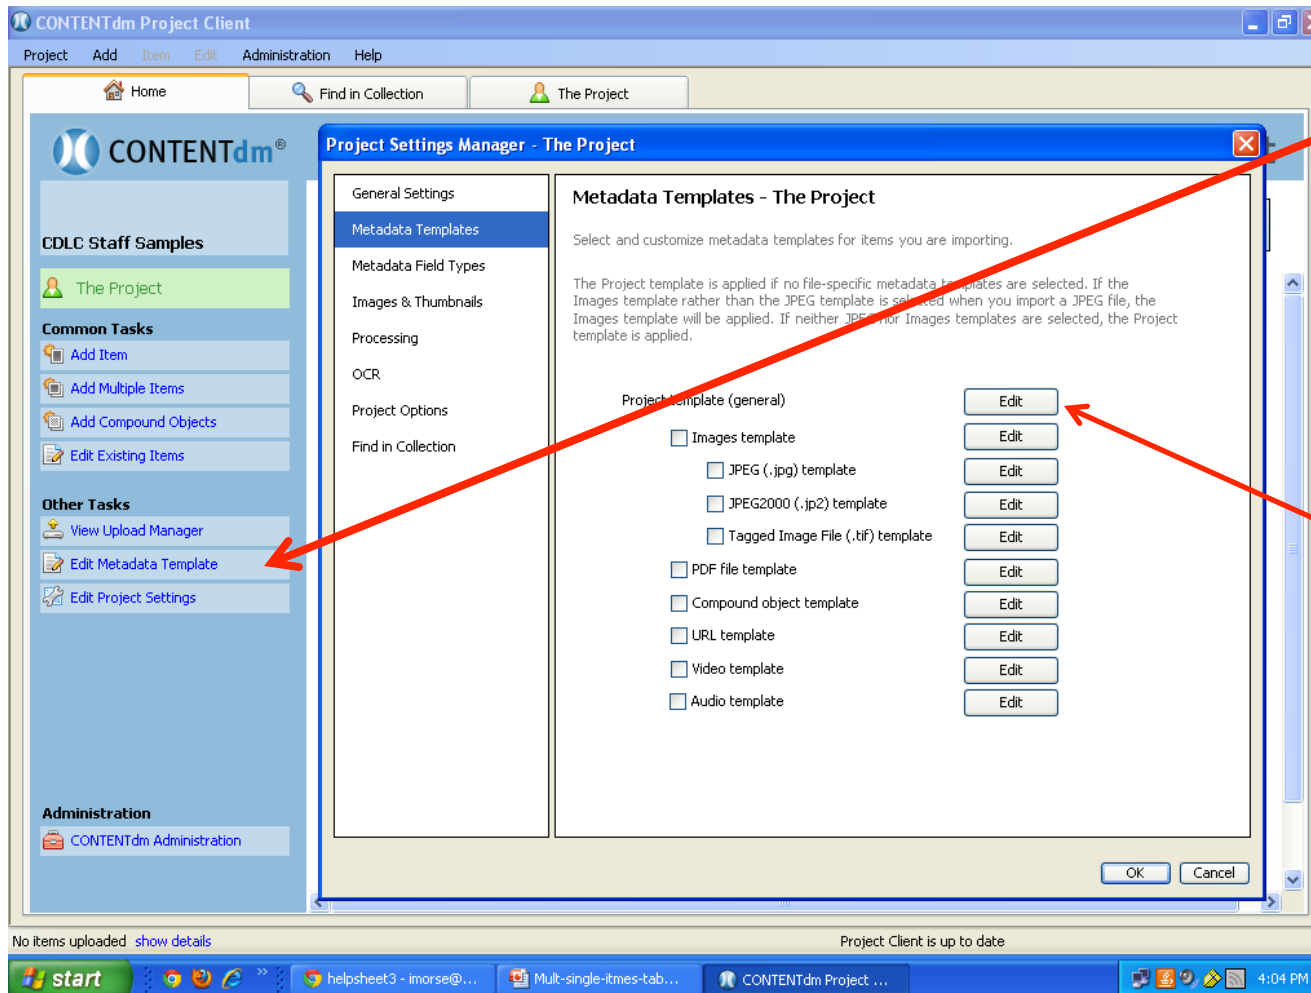 CONTENTdm Project Client
Project Add Item Edit Administration Help
Home Find in Collection The Project
CONTENTdm®
CDLC Staff Samples
The Project
Common Tasks
Add Item
Add Multiple Items
Add Compound Objects
Edit Existing Items
Other Tasks
View Upload Manager
Edit Metadata Template
Edit Project Settings
Administration
CONTENTdm Administration
Project Settings Manager - The Project
General Settings
Metadata Templates
Metadata Field Types
Images & Thumbnails
Processing
OCR
Project Options
Find in Collection
Metadata Templates - The Project
Select and customize metadata templates for items you are importing.
The Project template is applied if no file-specific metadata templates are selected. If the
Images template rather than the JPEG template is selected when you import a JPEG file, the
Images template will be applied. If neither JPEG nor Images templates are selected, the Project
template is applied.
Project template (general) Edit
Images template Edit
JPEG (.jpg) template Edit
JPEG2000 (.jp2) template Edit
Tagged Image File (.tif) template Edit
PDF file template Edit
Compound object template Edit
URL template Edit
Video template Edit
Audio template Edit
OK Cancel
No items uploaded show details Project Client is up to date
start » helpsheet3 - imorse@... Mult-single-itmes-tab... CONTENTdm Project ... 4:04 PM